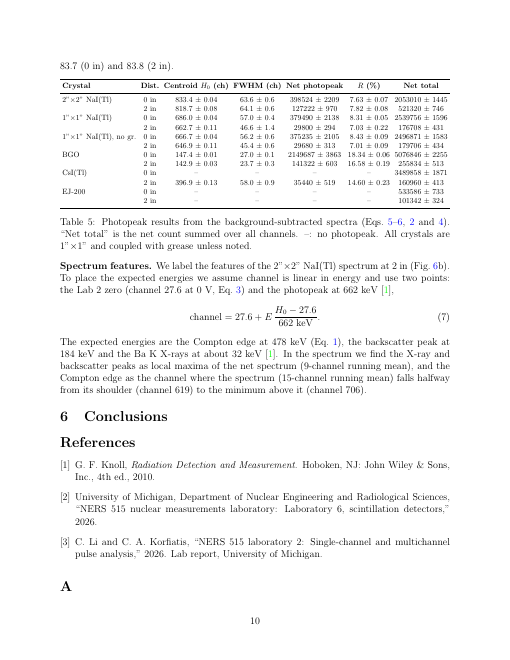 83.7 (0 in) and 83.8 (2 in).
Crystal Dist. Centroid H₀ (ch) FWHM (ch) Net photopeak R (%) Net total
2"×2" NaI(Tl) 0 in 833.4 ± 0.04 63.6 ± 0.6 398524 ± 2209 7.63 ± 0.07 2053010 ± 1445
2 in 818.7 ± 0.08 64.1 ± 0.6 127222 ± 970 7.82 ± 0.08 521320 ± 746
1"×1" NaI(Tl) 0 in 686.0 ± 0.04 57.0 ± 0.4 379490 ± 2138 8.31 ± 0.05 2539756 ± 1596
2 in 662.7 ± 0.11 46.6 ± 1.4 29800 ± 294 7.03 ± 0.22 176708 ± 431
1"×1" NaI(Tl), no gr. 0 in 666.7 ± 0.04 56.2 ± 0.6 375235 ± 2105 8.43 ± 0.09 2496871 ± 1583
2 in 646.9 ± 0.11 45.4 ± 0.6 29680 ± 313 7.01 ± 0.09 179706 ± 434
BGO 0 in 147.4 ± 0.01 27.0 ± 0.1 2149687 ± 3863 18.34 ± 0.06 5076846 ± 2255
2 in 142.9 ± 0.03 23.7 ± 0.3 141322 ± 603 16.58 ± 0.19 255834 ± 513
CsI(Tl) 0 in – – – – 3489858 ± 1871
2 in 396.9 ± 0.13 58.0 ± 0.9 35440 ± 519 14.60 ± 0.23 160960 ± 413
EJ-200 0 in – – – – 533586 ± 733
2 in – – – – 101342 ± 324
Table 5: Photopeak results from the background-subtracted spectra (Eqs. 5–6, 2 and 4).
“Net total” is the net count summed over all channels. –: no photopeak. All crystals are
1"×1" and coupled with grease unless noted.
Spectrum features. We label the features of the 2"×2" NaI(Tl) spectrum at 2 in (Fig. 6b).
To place the expected energies we assume channel is linear in energy and use two points:
the Lab 2 zero (channel 27.6 at 0 V, Eq. 3) and the photopeak at 662 keV [1],
channel = 27.6 + E (H₀ − 27.6)/(662 keV). (7)
The expected energies are the Compton edge at 478 keV (Eq. 1), the backscatter peak at
184 keV and the Ba K X-rays at about 32 keV [1]. In the spectrum we find the X-ray and
backscatter peaks as local maxima of the net spectrum (9-channel running mean), and the
Compton edge as the channel where the spectrum (15-channel running mean) falls halfway
from its shoulder (channel 619) to the minimum above it (channel 706).
6 Conclusions
References
[1] G. F. Knoll, Radiation Detection and Measurement. Hoboken, NJ: John Wiley & Sons,
Inc., 4th ed., 2010.
[2] University of Michigan, Department of Nuclear Engineering and Radiological Sciences,
“NERS 515 nuclear measurements laboratory: Laboratory 6, scintillation detectors,”
2026.
[3] C. Li and C. A. Korfiatis, “NERS 515 laboratory 2: Single-channel and multichannel
pulse analysis,” 2026. Lab report, University of Michigan.
A
10